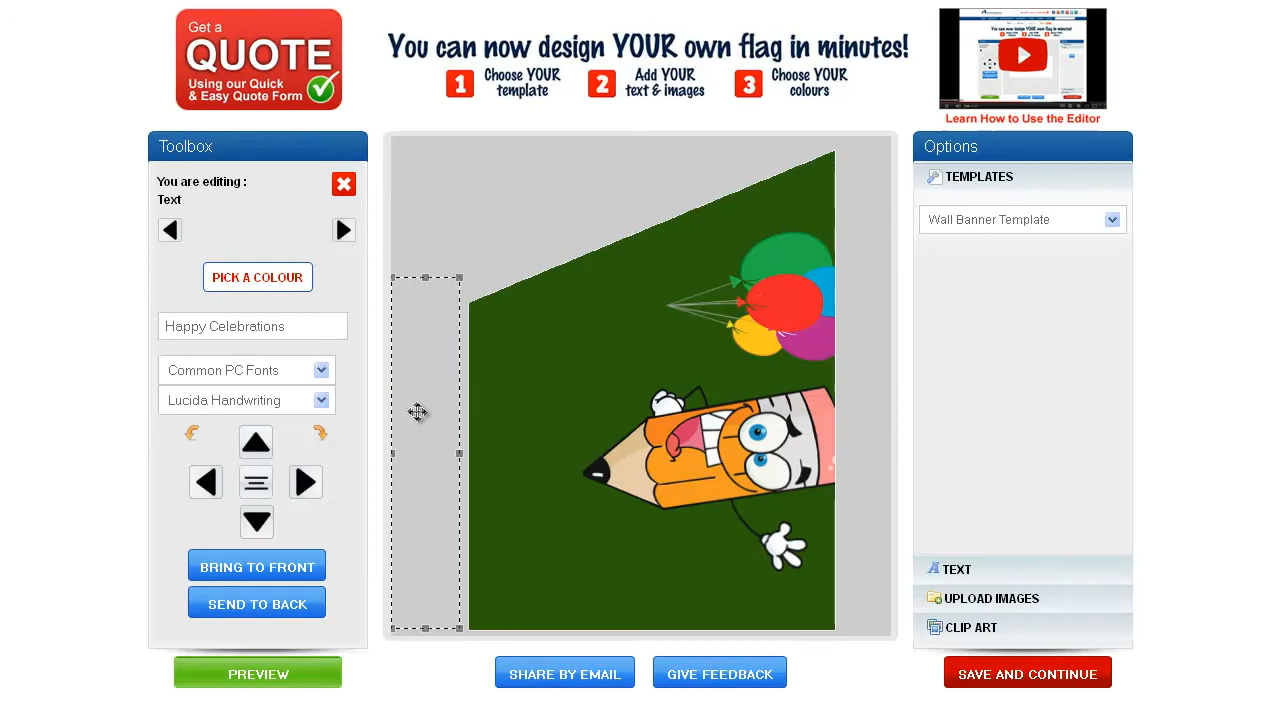 Get a
QUOTE
Using our Quick
& Easy Quote Form
You can now design YOUR own flag in minutes!
1 Choose YOUR template
2 Add YOUR text & images
3 Choose YOUR colours
Learn How to Use the Editor
Toolbox
You are editing :
Text
PICK A COLOUR
Happy Celebrations
Common PC Fonts
Lucida Handwriting
BRING TO FRONT
SEND TO BACK
PREVIEW
SHARE BY EMAIL
GIVE FEEDBACK
Options
TEMPLATES
Wall Banner Template
TEXT
UPLOAD IMAGES
CLIP ART
SAVE AND CONTINUE